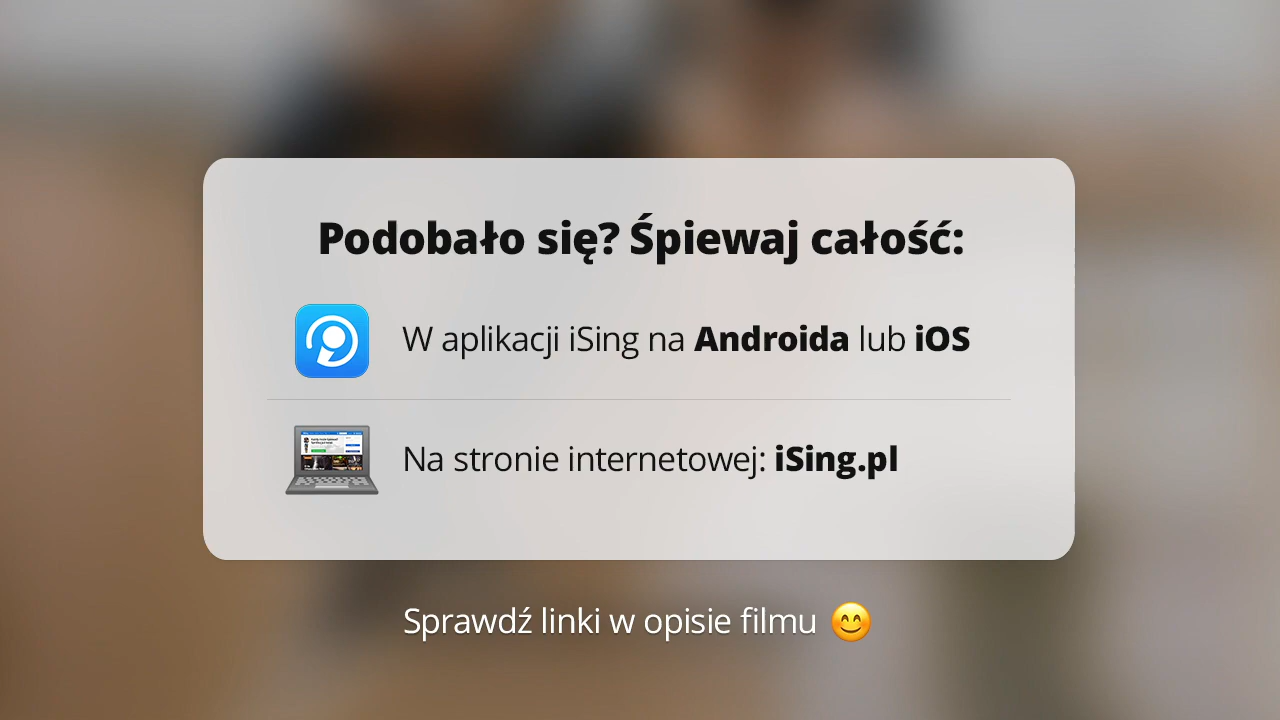 Podobało się? Śpiewaj całość:
W aplikacji iSing na Androida lub iOS
Na stronie internetowej: iSing.pl
Sprawdź linki w opisie filmu 😊